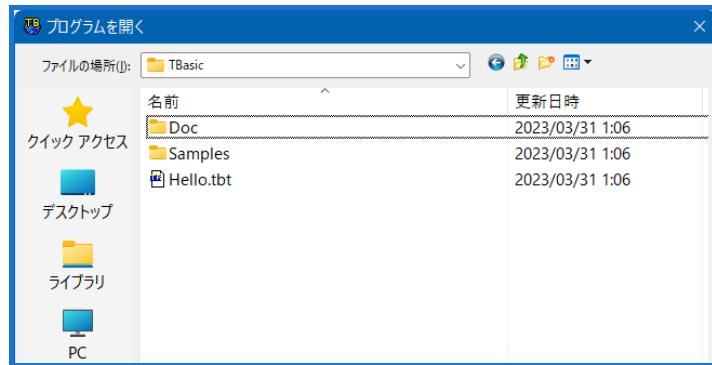 TB プログラムを開く
ファイルの場所(I): TBasic
名前 更新日時
Doc 2023/03/31 1:06
Samples 2023/03/31 1:06
Hello.tbt 2023/03/31 1:06
クイック アクセス
デスクトップ
ライブラリ
PC